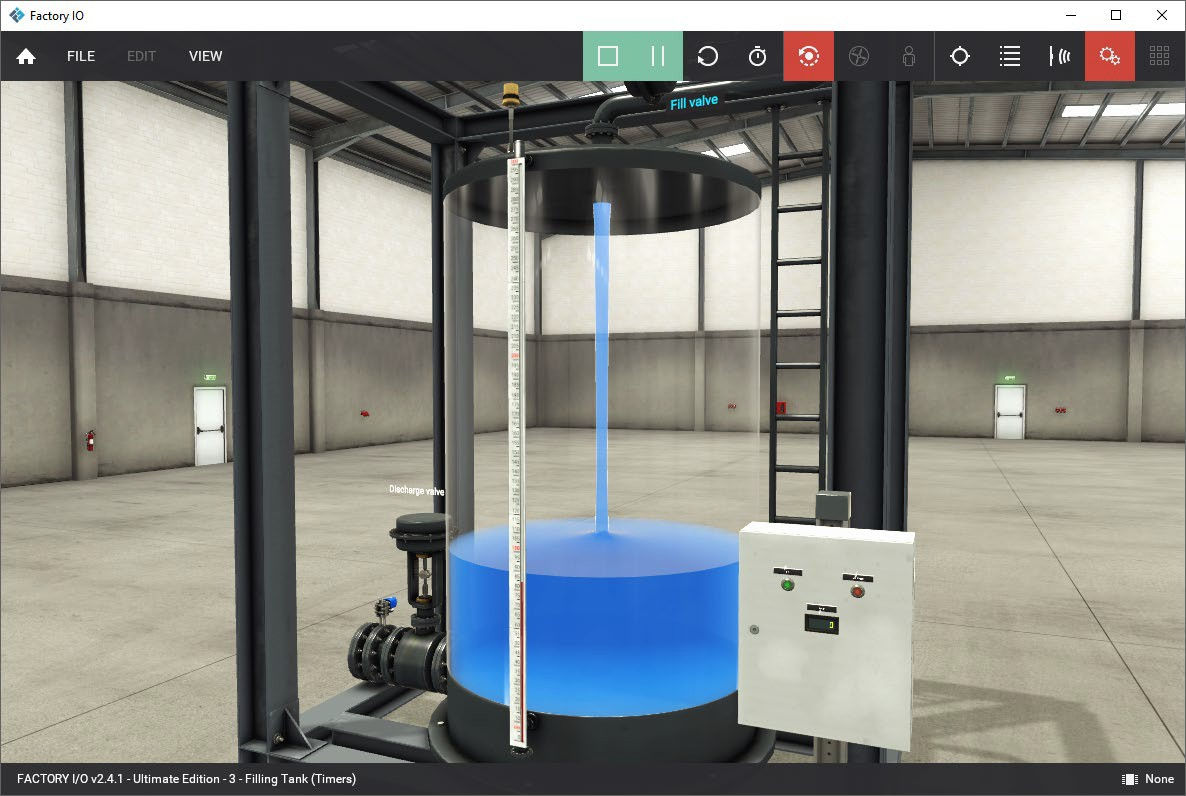 Factory IO
FILE
EDIT
VIEW
Fill valve
Discharge valve
0
FACTORY I/O v2.4.1 - Ultimate Edition - 3 - Filling Tank (Timers)
None